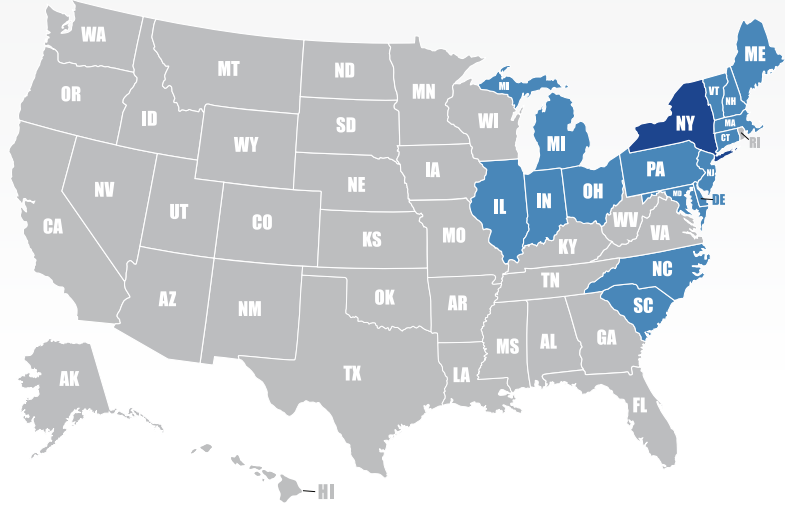 WA
MT
ND
MN
MI
ME
VT
NH
OR
ID
SD
WI
MI
NY
MA
CT
RI
WY
NE
IA
PA
NJ
NV
UT
CO
IL
IN
OH
MD
DE
CA
KS
MO
KY
WV
VA
AZ
NM
OK
AR
TN
NC
SC
TX
LA
MS
AL
GA
FL
AK
HI